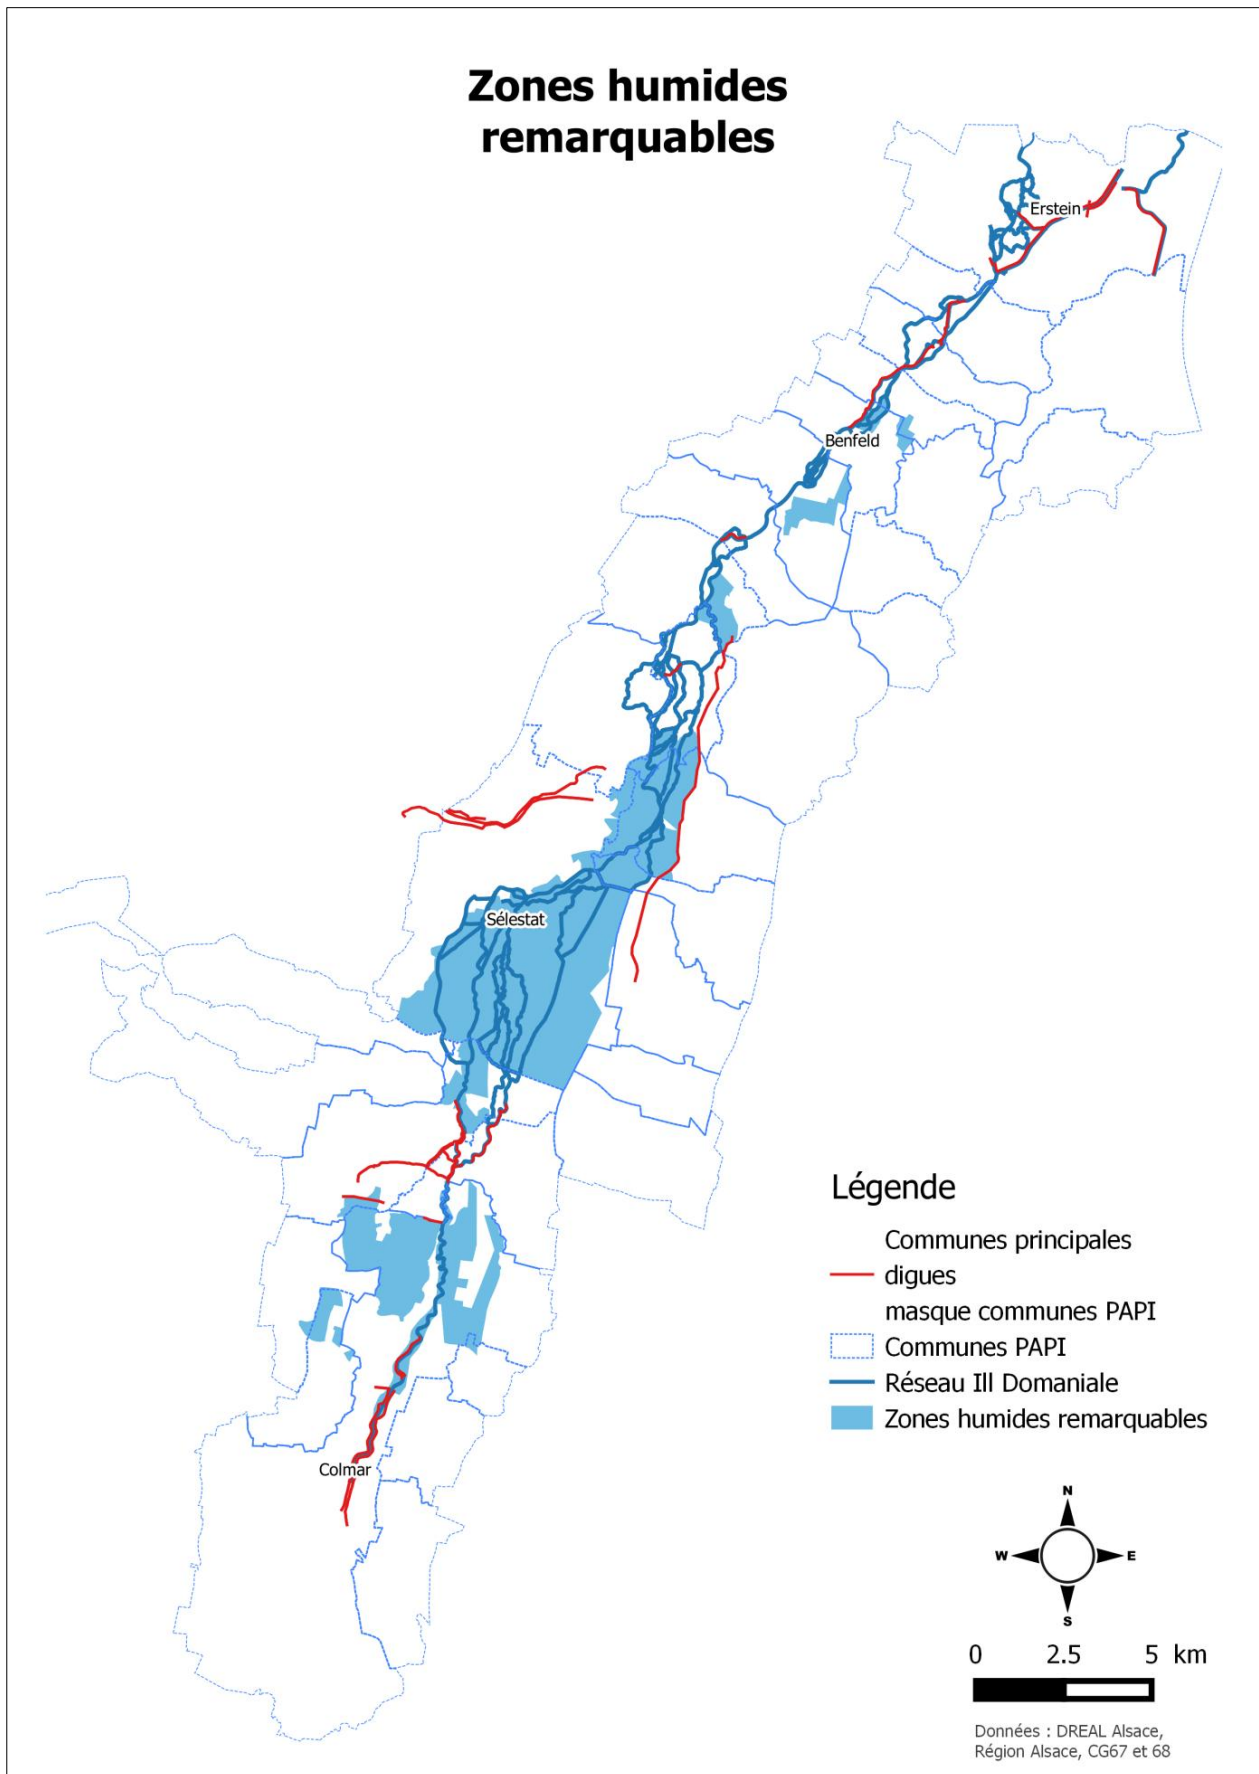 Zones humides
remarquables
Erstein
Benfeld
Sélestat
Colmar
Légende
Communes principales
digues
masque communes PAPI
Communes PAPI
Réseau Ill Domaniale
Zones humides remarquables
N
W E
S
0 2.5 5 km
Données : DREAL Alsace,
Région Alsace, CG67 et 68